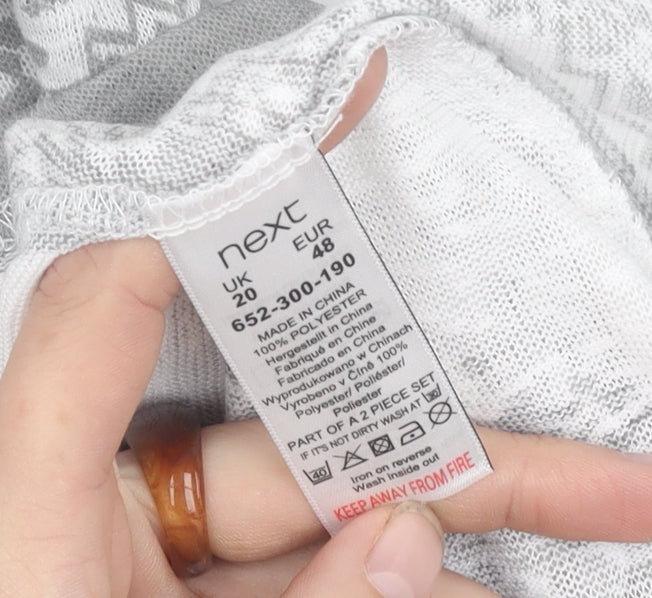 next
UK EUR
20 48
652-300-190
MADE IN CHINA
100% POLYESTER
Hergestellt in China
Fabriqué en Chine
Fabricado en China
Wyprodukowano w Chinach
Vyrobeno v Číně 100%
Polyester/ Poliéster/
Poliester
PART OF A 2 PIECE SET
IF IT'S NOT DIRTY WASH AT 30
40
Iron on reverse
Wash inside out
KEEP AWAY FROM FIRE